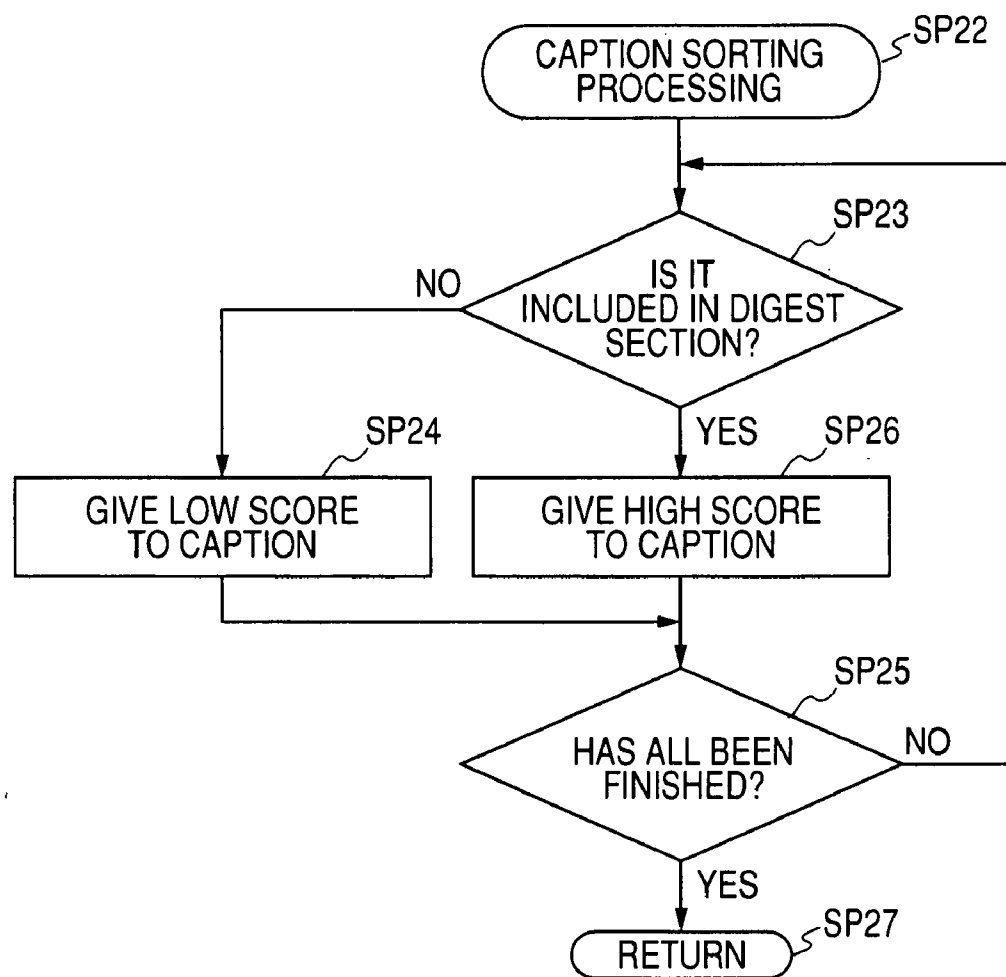 CAPTION SORTING
PROCESSING
SP22
SP23
IS IT
INCLUDED IN DIGEST
SECTION?
NO
YES
SP24
GIVE LOW SCORE
TO CAPTION
SP26
GIVE HIGH SCORE
TO CAPTION
SP25
HAS ALL BEEN
FINISHED?
NO
YES
RETURN
SP27